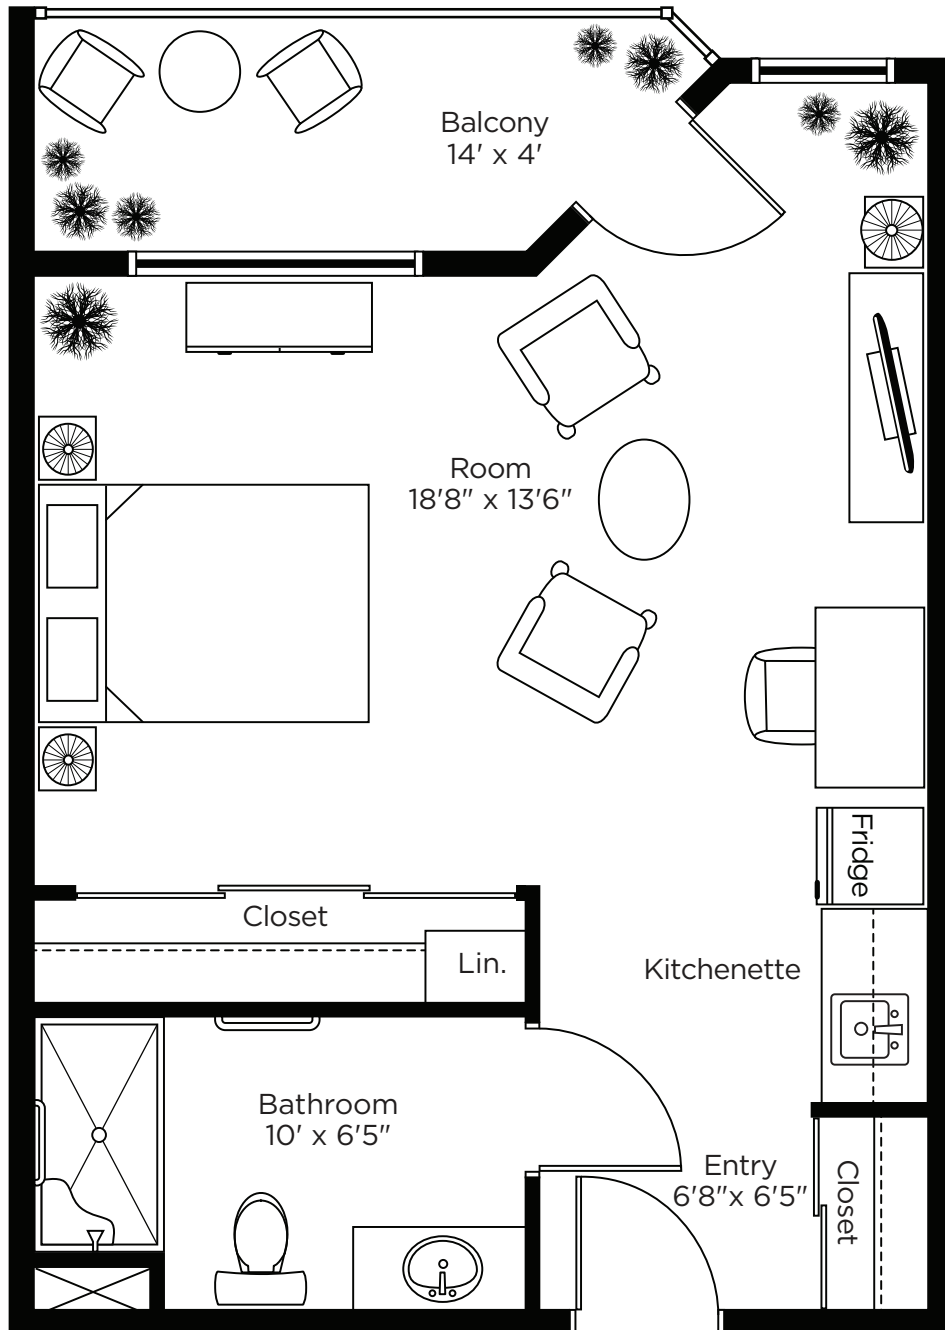 Balcony
14' x 4'
Room
18'8" x 13'6"
Fridge
Closet
Lin.
Kitchenette
Bathroom
10' x 6'5"
Entry
6'8"x 6'5"
Closet